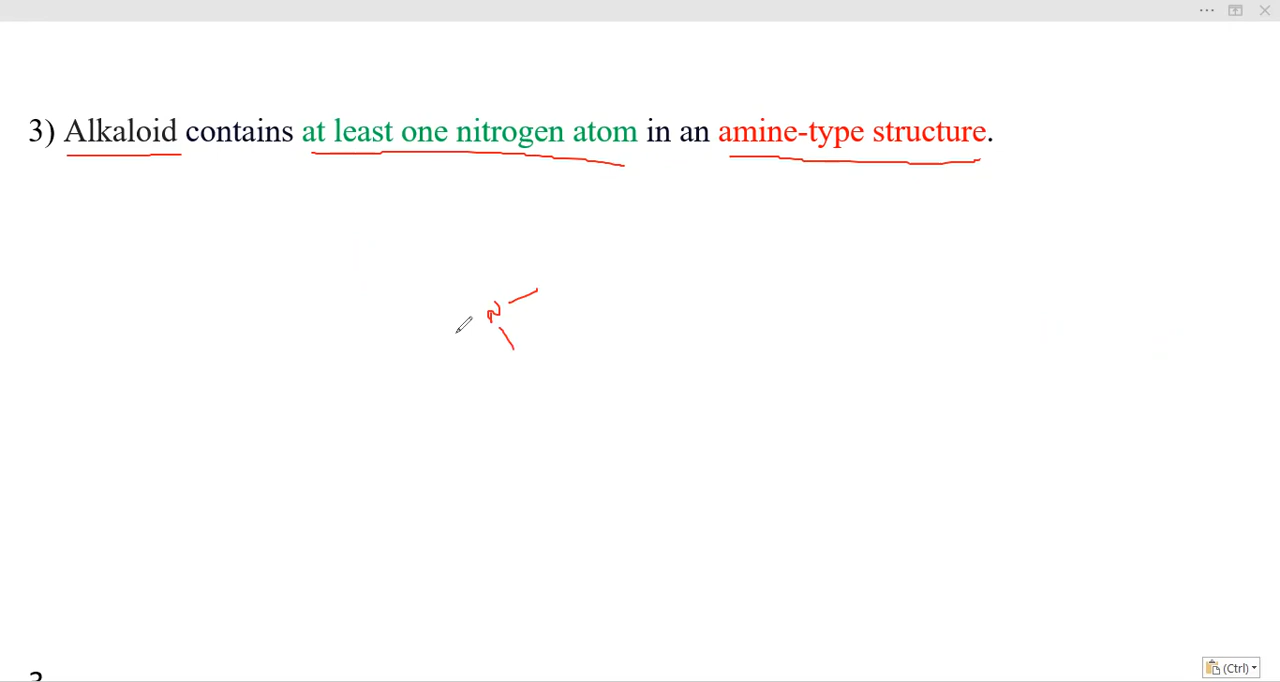 3) Alkaloid contains at least one nitrogen atom in an amine-type structure.
N
(Ctrl)